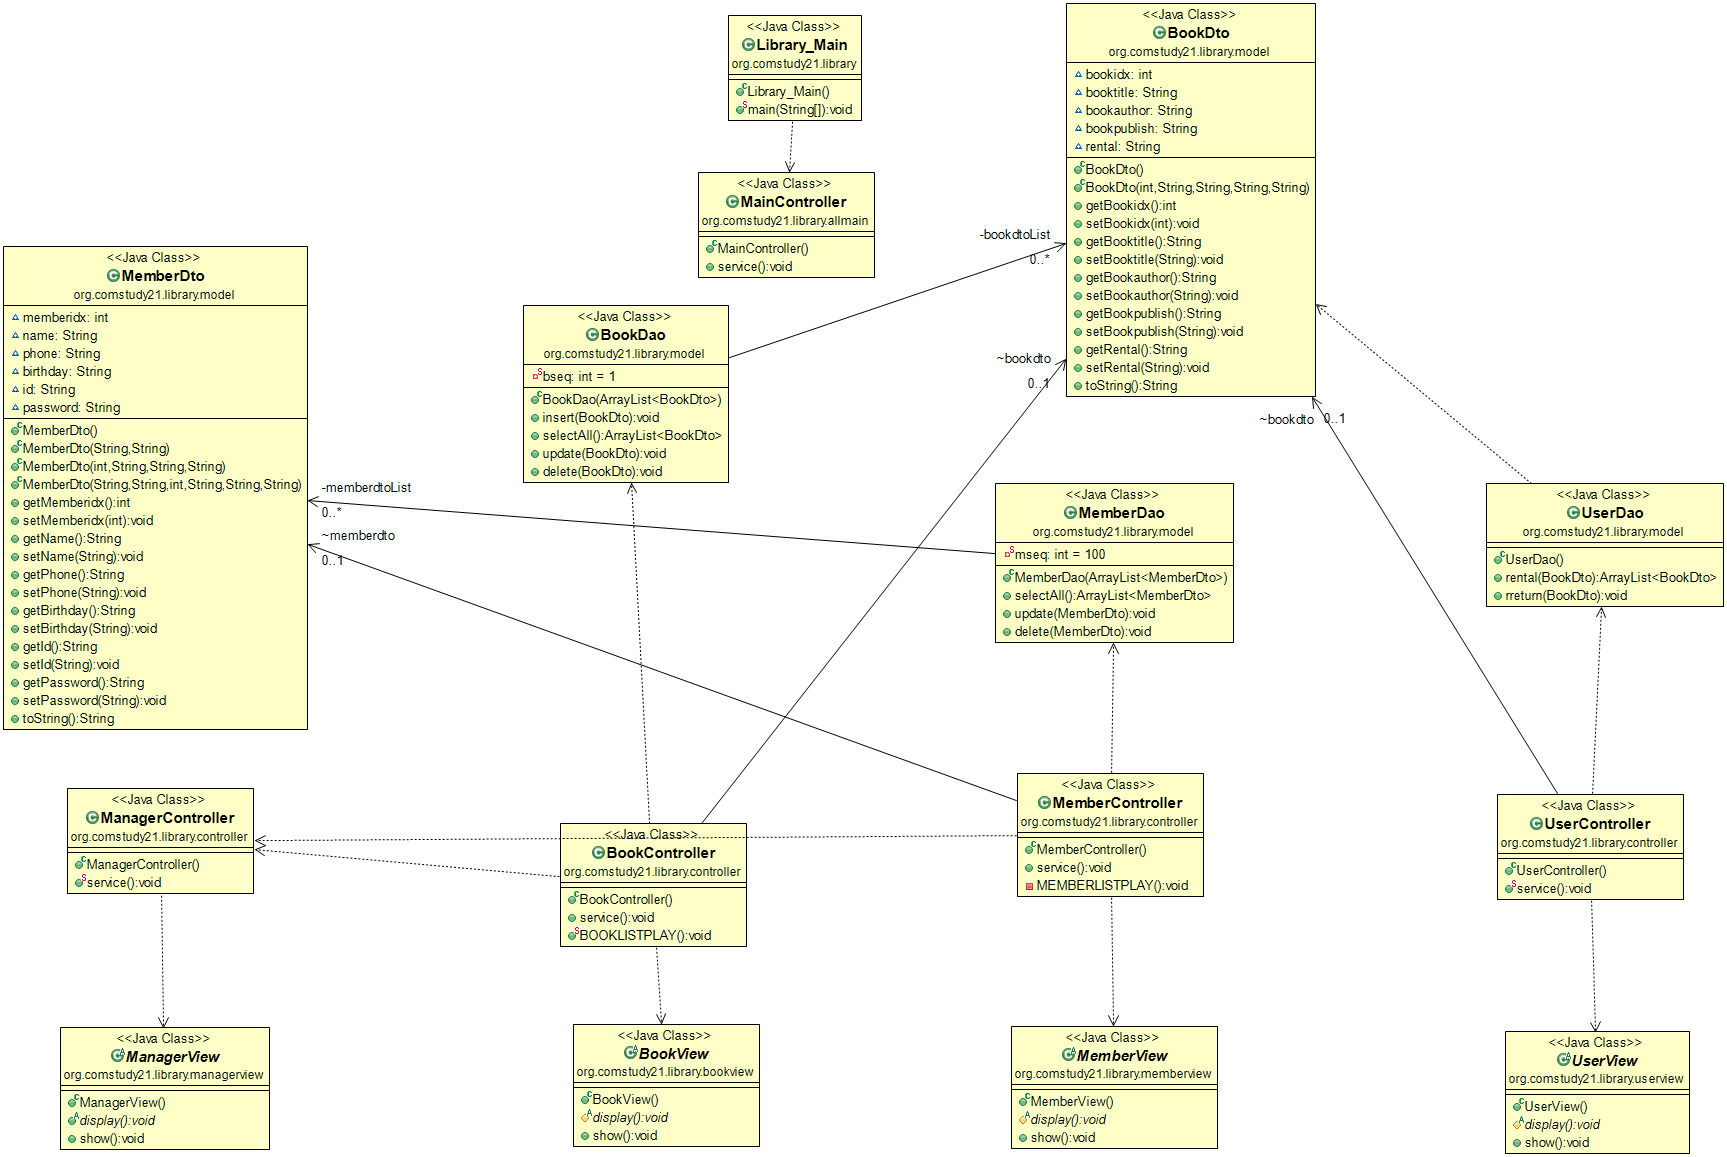 <<Java Class>>
Library_Main
org.comstudy21.library
Library_Main()
main(String[]):void
<<Java Class>>
BookDto
org.comstudy21.library.model
bookidx: int
booktitle: String
bookauthor: String
bookpublish: String
rental: String
BookDto()
BookDto(int,String,String,String,String)
getBookidx():int
setBookidx(int):void
getBooktitle():String
setBooktitle(String):void
getBookauthor():String
setBookauthor(String):void
getBookpublish():String
setBookpublish(String):void
getRental():String
setRental(String):void
toString():String
<<Java Class>>
MainController
org.comstudy21.library.allmain
MainController()
service():void
-bookdtoList
0..*
<<Java Class>>
MemberDto
org.comstudy21.library.model
memberidx: int
name: String
phone: String
birthday: String
id: String
password: String
MemberDto()
MemberDto(String,String)
MemberDto(int,String,String,String)
MemberDto(String,String,int,String,String,String)
getMemberidx():int
setMemberidx(int):void
getName():String
setName(String):void
getPhone():String
setPhone(String):void
getBirthday():String
setBirthday(String):void
getId():String
setId(String):void
getPassword():String
setPassword(String):void
toString():String
<<Java Class>>
BookDao
org.comstudy21.library.model
bseq: int = 1
BookDao(ArrayList<BookDto>)
insert(BookDto):void
selectAll():ArrayList<BookDto>
update(BookDto):void
delete(BookDto):void
~bookdto
0..1
~bookdto
0..1
-memberdtoList
0..*
~memberdto
0..1
<<Java Class>>
MemberDao
org.comstudy21.library.model
mseq: int = 100
MemberDao(ArrayList<MemberDto>)
selectAll():ArrayList<MemberDto>
update(MemberDto):void
delete(MemberDto):void
<<Java Class>>
UserDao
org.comstudy21.library.model
UserDao()
rental(BookDto):ArrayList<BookDto>
rreturn(BookDto):void
<<Java Class>>
ManagerController
org.comstudy21.library.controller
ManagerController()
service():void
<<Java Class>>
BookController
org.comstudy21.library.controller
BookController()
service():void
BOOKLISTPLAY():void
<<Java Class>>
MemberController
org.comstudy21.library.controller
MemberController()
service():void
MEMBERLISTPLAY():void
<<Java Class>>
UserController
org.comstudy21.library.controller
UserController()
service():void
<<Java Class>>
ManagerView
org.comstudy21.library.managerview
ManagerView()
display():void
show():void
<<Java Class>>
BookView
org.comstudy21.library.bookview
BookView()
display():void
show():void
<<Java Class>>
MemberView
org.comstudy21.library.memberview
MemberView()
display():void
show():void
<<Java Class>>
UserView
org.comstudy21.library.userview
UserView()
display():void
show():void